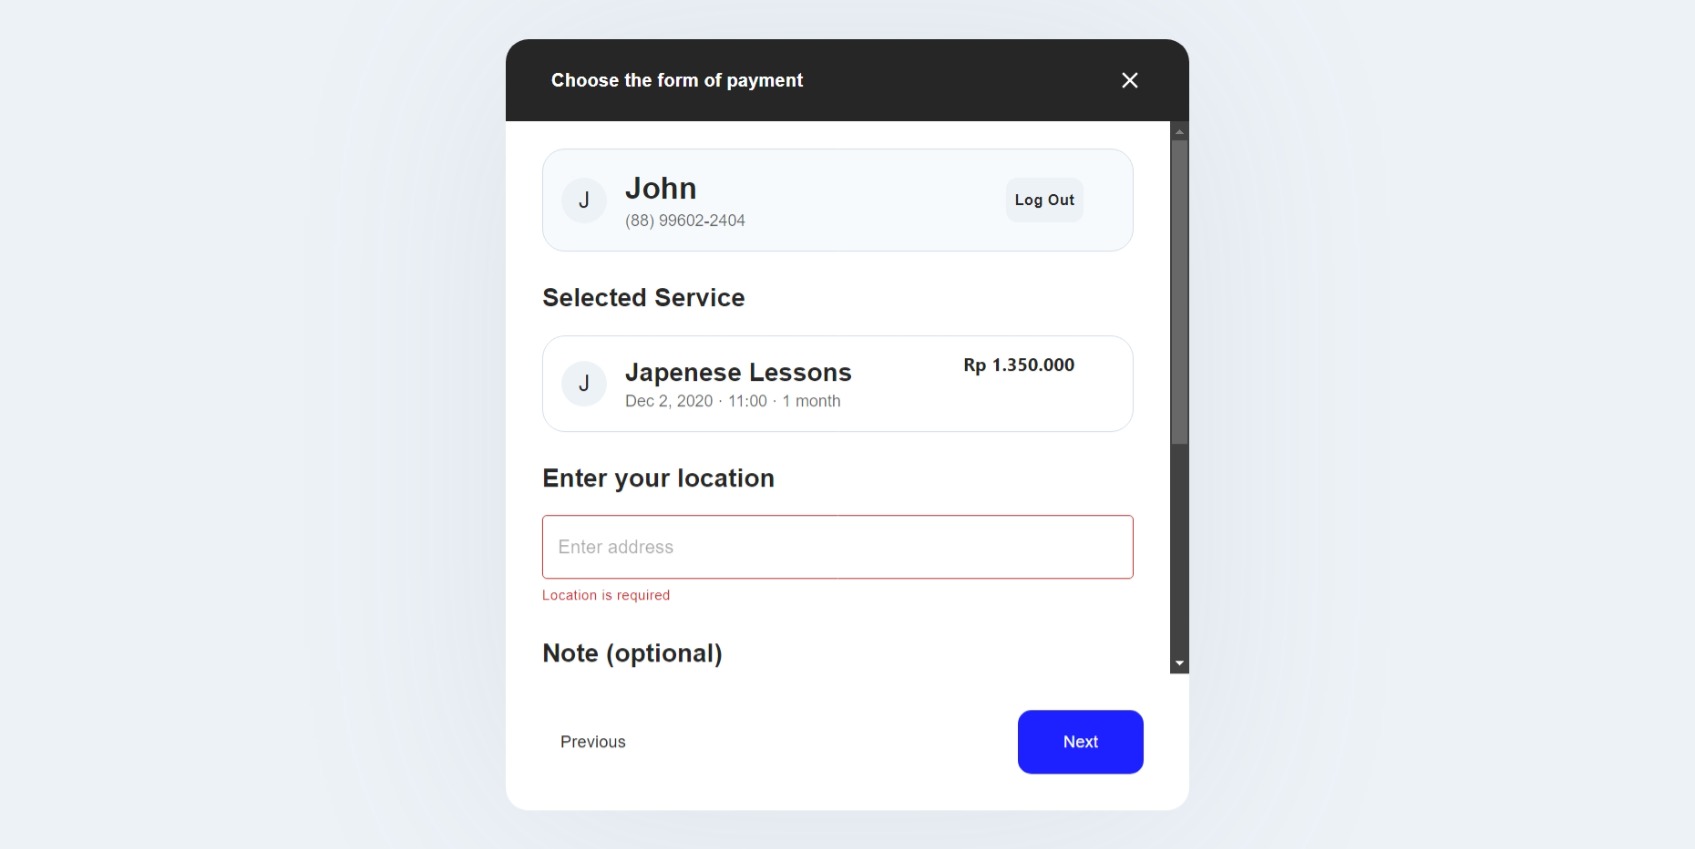 Choose the form of payment
J
John
(88) 99602-2404
Log Out
Selected Service
J
Japenese Lessons
Rp 1.350.000
Dec 2, 2020 · 11:00 · 1 month
Enter your location
Enter address
Location is required
Note (optional)
Previous
Next